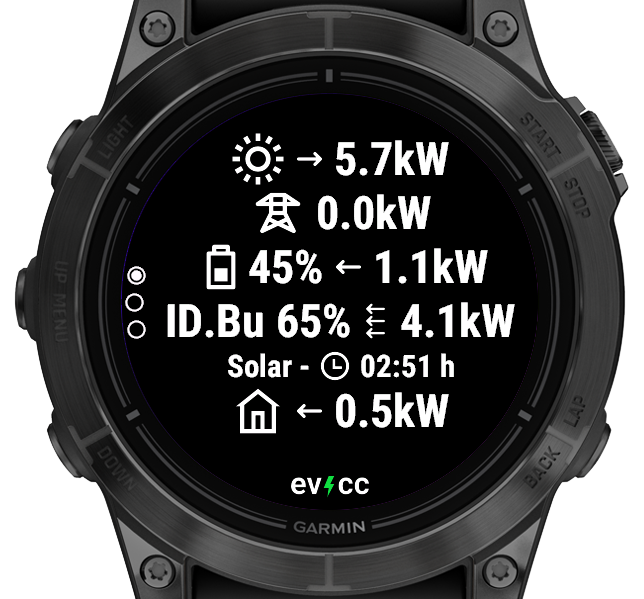 LIGHT
START
STOP
→ 5.7kW
0.0kW
45% ← 1.1kW
UP·MENU
ID.Bu 65% ← 4.1kW
Solar - 02:51 h
← 0.5kW
LAP
BACK
DOWN
evcc
GARMIN